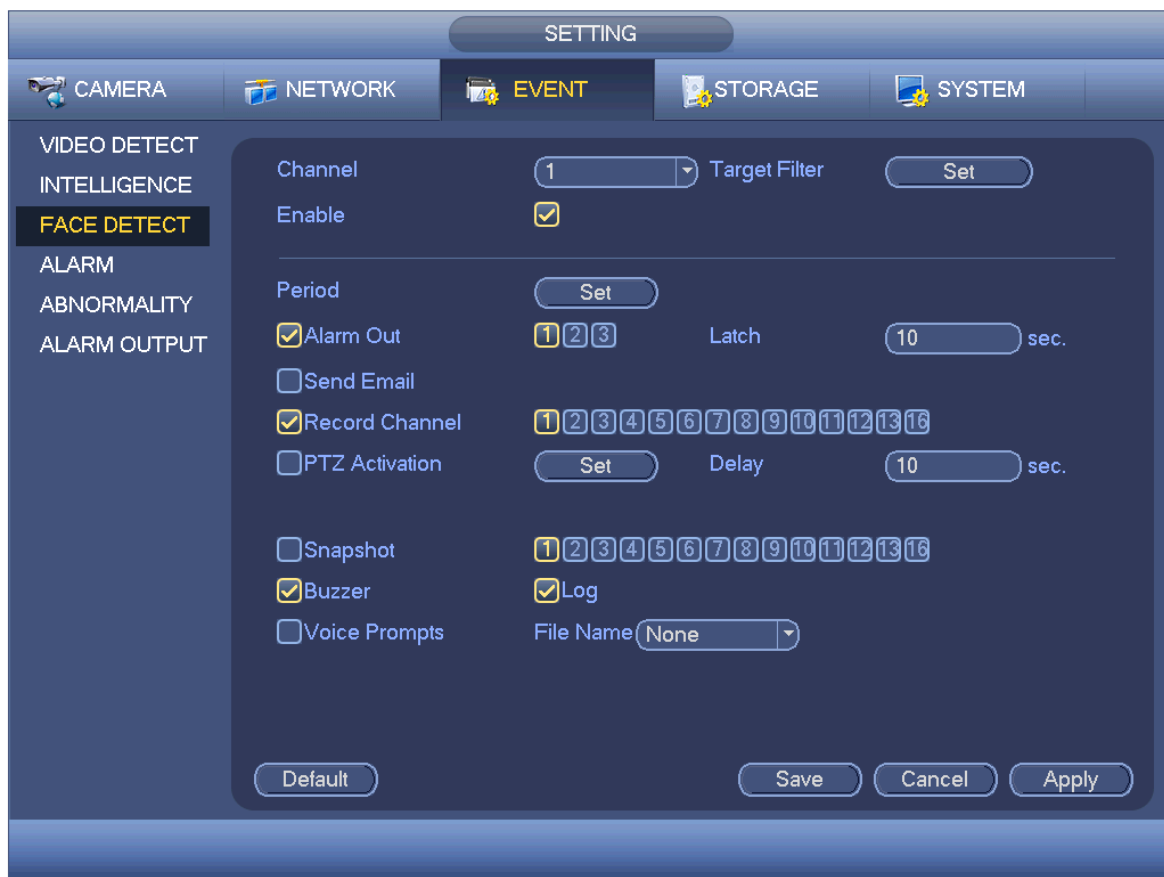 SETTING
CAMERA NETWORK EVENT STORAGE SYSTEM
VIDEO DETECT
INTELLIGENCE
FACE DETECT
ALARM
ABNORMALITY
ALARM OUTPUT
Channel 1 Target Filter Set
Enable
Period Set
Alarm Out 1 2 3 Latch 10 sec.
Send Email
Record Channel 1 2 3 4 5 6 7 8 9 10 11 12 13 16
PTZ Activation Set Delay 10 sec.
Snapshot 1 2 3 4 5 6 7 8 9 10 11 12 13 16
Buzzer Log
Voice Prompts File Name None
Default Save Cancel Apply